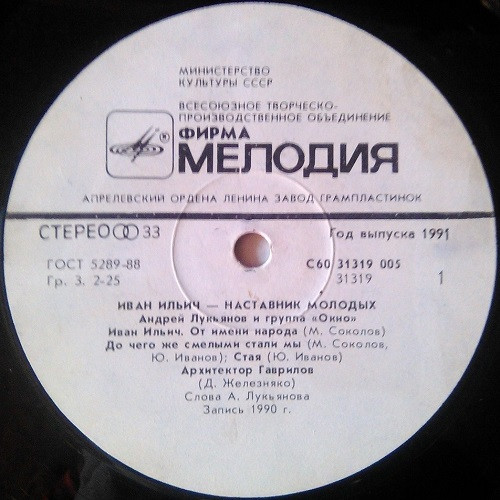 МИНИСТЕРСТВО
КУЛЬТУРЫ СССР
ВСЕСОЮЗНОЕ ТВОРЧЕСКО-
ПРОИЗВОДСТВЕННОЕ ОБЪЕДИНЕНИЕ
®
ФИРМА
МЕЛОДИЯ
АПРЕЛЕВСКИЙ ОРДЕНА ЛЕНИНА ЗАВОД ГРАМПЛАСТИНОК
СТЕРЕО 33
Год выпуска 1991
ГОСТ 5289-88
С60 31319 005
Гр. 3. 2-25
31319
1
ИВАН ИЛЬИЧ — НАСТАВНИК МОЛОДЫХ
Андрей Лукьянов и группа «Окно»
Иван Ильич. От имени народа (М. Соколов)
До чего же смелыми стали мы (М. Соколов,
Ю. Иванов); Стая (Ю. Иванов)
Архитектор Гаврилов
(Д. Железняко)
Слова А. Лукьянова
Запись 1990 г.